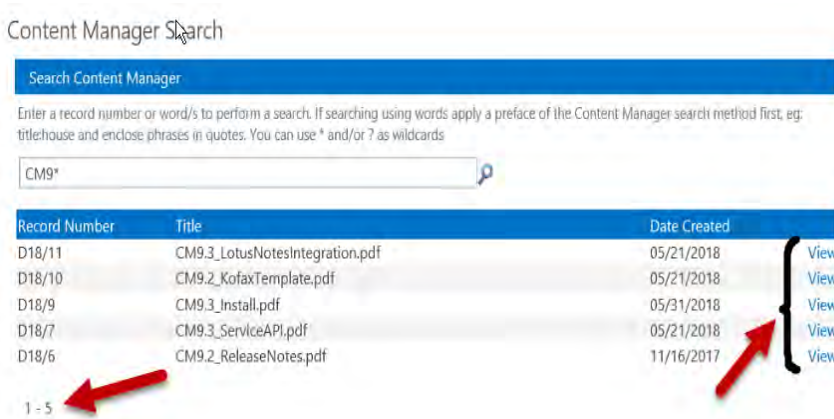 Content Manager Search
Search Content Manager
Enter a record number or word/s to perform a search. If searching using words apply a preface of the Content Manager search method first, eg:
title:house and enclose phrases in quotes. You can use * and/or ? as wildcards
CM9*
Record Number Title Date Created
D18/11 CM9.3_LotusNotesIntegration.pdf 05/21/2018 View
D18/10 CM9.2_KofaxTemplate.pdf 05/21/2018 View
D18/9 CM9.3_Install.pdf 05/31/2018 View
D18/7 CM9.3_ServiceAPI.pdf 05/21/2018 View
D18/6 CM9.2_ReleaseNotes.pdf 11/16/2017 View
1 - 5